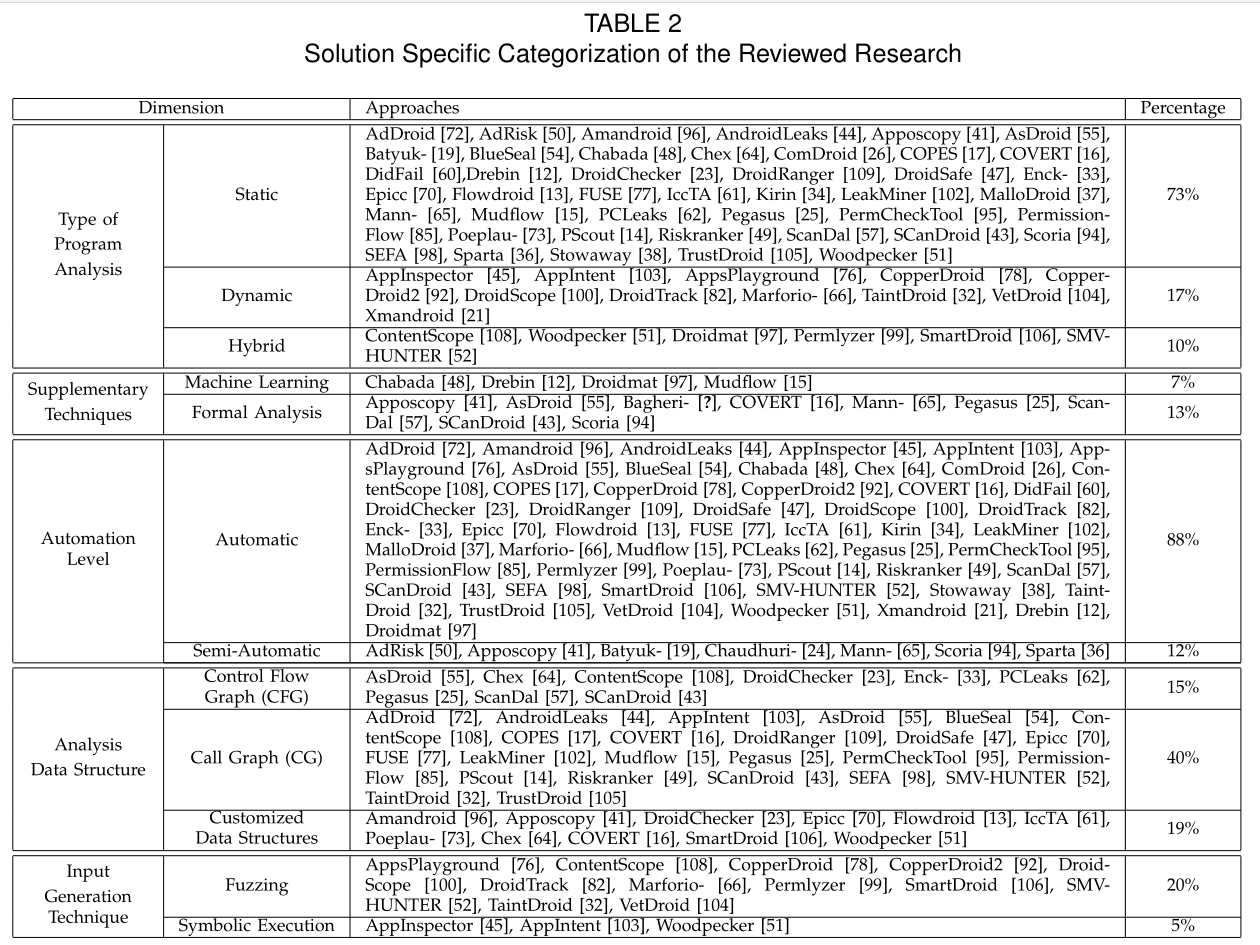 TABLE 2
Solution Specific Categorization of the Reviewed Research
Dimension Approaches Percentage
Type of
Program
Analysis
Static
AdDroid [72], AdRisk [50], Amandroid [96], AndroidLeaks [44], Apposcopy [41], AsDroid [55],
Batyuk- [19], BlueSeal [54], Chabada [48], Chex [64], ComDroid [26], COPES [17], COVERT [16],
DidFail [60],Drebin [12], DroidChecker [23], DroidRanger [109], DroidSafe [47], Enck- [33],
Epicc [70], Flowdroid [13], FUSE [77], IccTA [61], Kirin [34], LeakMiner [102], MalloDroid [37],
Mann- [65], Mudflow [15], PCLeaks [62], Pegasus [25], PermCheckTool [95], Permission-
Flow [85], Poeplau- [73], PScout [14], Riskranker [49], ScanDal [57], SCanDroid [43], Scoria [94],
SEFA [98], Sparta [36], Stowaway [38], TrustDroid [105], Woodpecker [51]
73%
Dynamic
AppInspector [45], AppIntent [103], AppsPlayground [76], CopperDroid [78], Copper-
Droid2 [92], DroidScope [100], DroidTrack [82], Marforio- [66], TaintDroid [32], VetDroid [104],
Xmandroid [21]
17%
Hybrid
ContentScope [108], Woodpecker [51], Droidmat [97], Permlyzer [99], SmartDroid [106], SMV-
HUNTER [52]
10%
Supplementary
Techniques
Machine Learning
Chabada [48], Drebin [12], Droidmat [97], Mudflow [15]
7%
Formal Analysis
Apposcopy [41], AsDroid [55], Bagheri- [?], COVERT [16], Mann- [65], Pegasus [25], Scan-
Dal [57], SCanDroid [43], Scoria [94]
13%
Automation
Level
Automatic
AdDroid [72], Amandroid [96], AndroidLeaks [44], AppInspector [45], AppIntent [103], App-
sPlayground [76], AsDroid [55], BlueSeal [54], Chabada [48], Chex [64], ComDroid [26], Con-
tentScope [108], COPES [17], CopperDroid [78], CopperDroid2 [92], COVERT [16], DidFail [60],
DroidChecker [23], DroidRanger [109], DroidSafe [47], DroidScope [100], DroidTrack [82],
Enck- [33], Epicc [70], Flowdroid [13], FUSE [77], IccTA [61], Kirin [34], LeakMiner [102],
MalloDroid [37], Marforio- [66], Mudflow [15], PCLeaks [62], Pegasus [25], PermCheckTool [95],
PermissionFlow [85], Permlyzer [99], Poeplau- [73], PScout [14], Riskranker [49], ScanDal [57],
SCanDroid [43], SEFA [98], SmartDroid [106], SMV-HUNTER [52], Stowaway [38], Taint-
Droid [32], TrustDroid [105], VetDroid [104], Woodpecker [51], Xmandroid [21], Drebin [12],
Droidmat [97]
88%
Semi-Automatic
AdRisk [50], Apposcopy [41], Batyuk- [19], Chaudhuri- [24], Mann- [65], Scoria [94], Sparta [36]
12%
Analysis
Data Structure
Control Flow
Graph (CFG)
AsDroid [55], Chex [64], ContentScope [108], DroidChecker [23], Enck- [33], PCLeaks [62],
Pegasus [25], ScanDal [57], SCanDroid [43]
15%
Call Graph (CG)
AdDroid [72], AndroidLeaks [44], AppIntent [103], AsDroid [55], BlueSeal [54], Con-
tentScope [108], COPES [17], COVERT [16], DroidRanger [109], DroidSafe [47], Epicc [70],
FUSE [77], LeakMiner [102], Mudflow [15], Pegasus [25], PermCheckTool [95], Permission-
Flow [85], PScout [14], Riskranker [49], SCanDroid [43], SEFA [98], SMV-HUNTER [52],
TaintDroid [32], TrustDroid [105]
40%
Customized
Data Structures
Amandroid [96], Apposcopy [41], DroidChecker [23], Epicc [70], Flowdroid [13], IccTA [61],
Poeplau- [73], Chex [64], COVERT [16], SmartDroid [106], Woodpecker [51]
19%
Input
Generation
Technique
Fuzzing
AppsPlayground [76], ContentScope [108], CopperDroid [78], CopperDroid2 [92], Droid-
Scope [100], DroidTrack [82], Marforio- [66], Permlyzer [99], SmartDroid [106], SMV-
HUNTER [52], TaintDroid [32], VetDroid [104]
20%
Symbolic Execution
AppInspector [45], AppIntent [103], Woodpecker [51]
5%